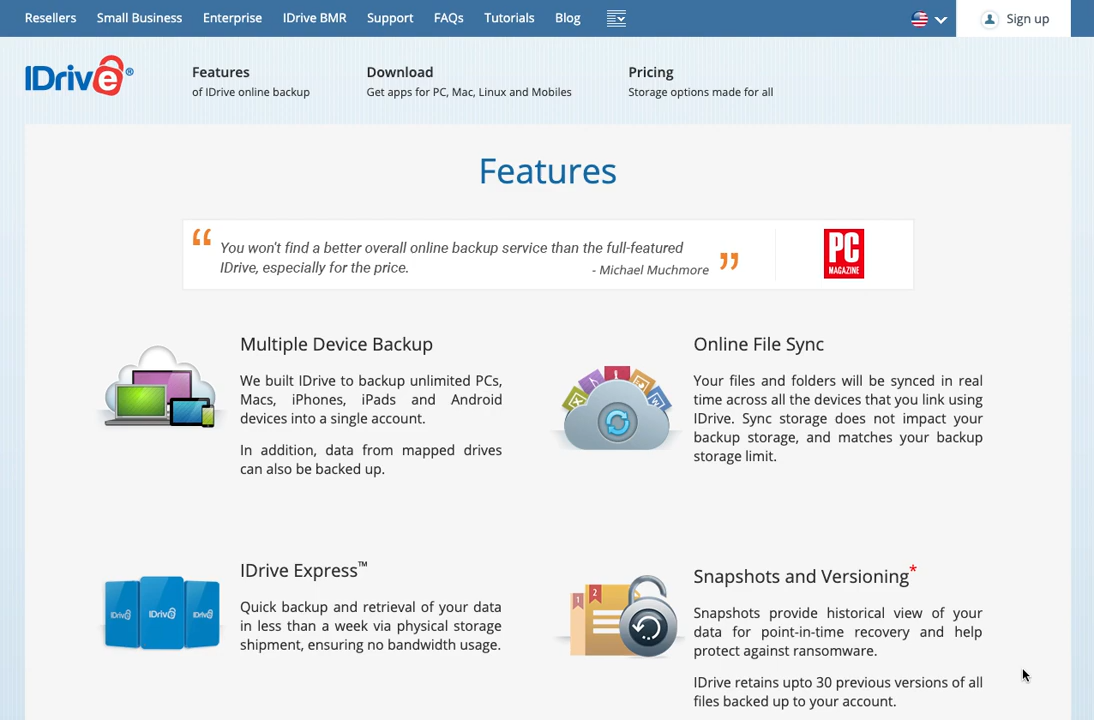 Resellers Small Business Enterprise IDrive BMR Support FAQs Tutorials Blog Sign up
IDrive®
Features Download Pricing
of IDrive online backup Get apps for PC, Mac, Linux and Mobiles Storage options made for all
Features
“ You won't find a better overall online backup service than the full-featured
IDrive, especially for the price. - Michael Muchmore ”
PC
MAGAZINE
Multiple Device Backup
We built IDrive to backup unlimited PCs,
Macs, iPhones, iPads and Android
devices into a single account.
In addition, data from mapped drives
can also be backed up.
Online File Sync
Your files and folders will be synced in real
time across all the devices that you link using
IDrive. Sync storage does not impact your
backup storage, and matches your backup
storage limit.
W
IDrive IDrive IDrive
IDrive Express™
Quick backup and retrieval of your data
in less than a week via physical storage
shipment, ensuring no bandwidth usage.
1 2
Snapshots and Versioning*
Snapshots provide historical view of your
data for point-in-time recovery and help
protect against ransomware.
IDrive retains upto 30 previous versions of all
files backed up to your account.